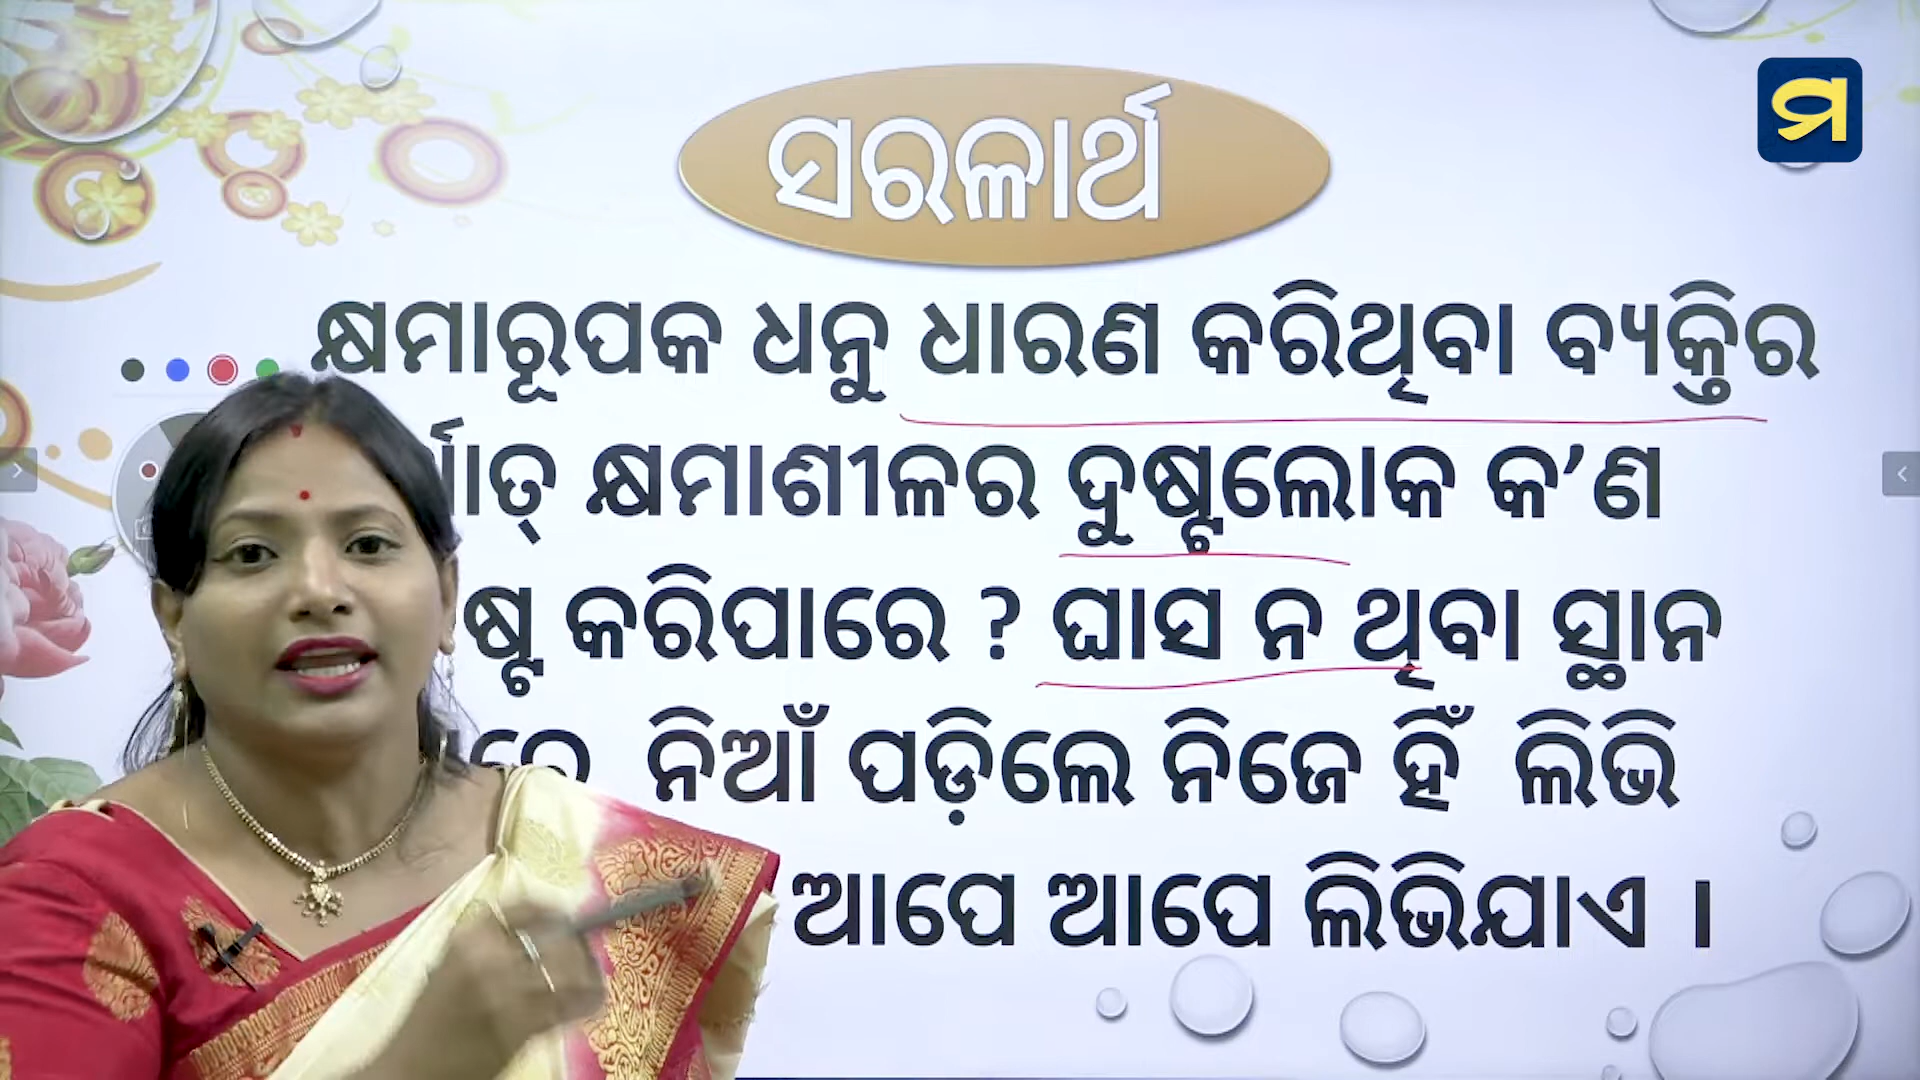 ସରଳାର୍ଥ
ମ
କ୍ଷମାରୂପକ ଧନୁ ଧାରଣ କରିଥିବା ବ୍ୟକ୍ତିର
କ୍ଷମାଶୀଳର ଦୁଷ୍ଟଲୋକ କ'ଣ
କରିପାରେ ? ଘାସ ନ ଥିବା ସ୍ଥାନ
ନିଆଁ ପଡ଼ିଲେ ନିଜେ ହିଁ ଲିଭି
ଆପେ ଆପେ ଲିଭିଯାଏ ।